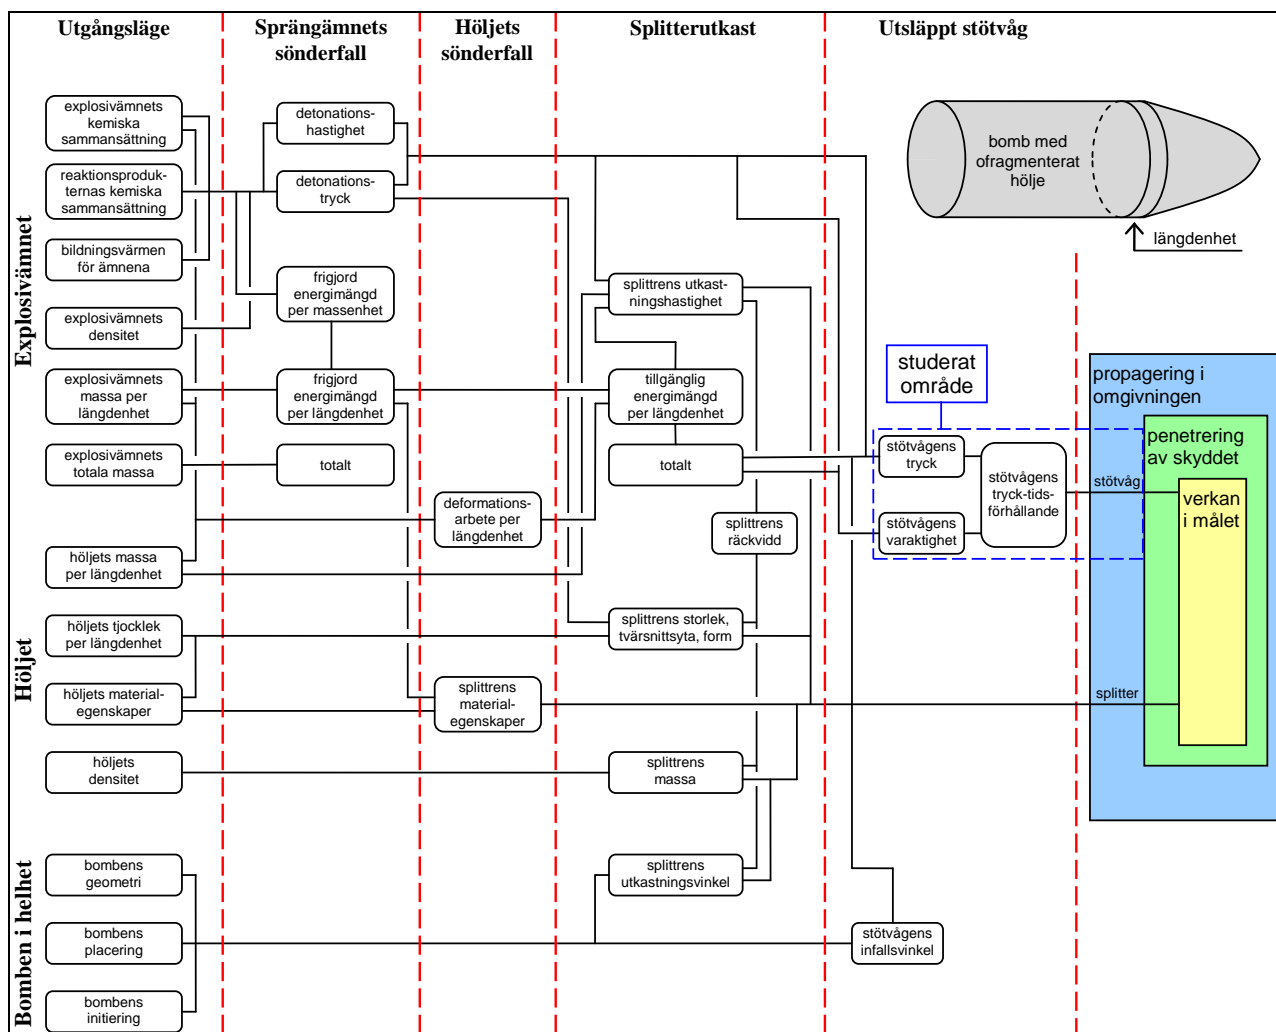 Utgångsläge
Sprängämnets
sönderfall
Höljets
sönderfall
Splitterutkast
Utsläppt stötvåg
Explosivämnet
explosivämnets
kemiska
sammansättning
reaktionsproduk-
ternas kemiska
sammansättning
bildningsvärmen
för ämnena
explosivämnets
densitet
explosivämnets
massa per
längdenhet
explosivämnets
totala massa
Höljet
höljets massa
per längdenhet
höljets tjocklek
per längdenhet
höljets material-
egenskaper
höljets
densitet
Bomben i helhet
bombens
geometri
bombens
placering
bombens
initiering
detonations-
hastighet
detonations-
tryck
frigjord
energimängd
per massenhet
frigjord
energimängd
per längdenhet
totalt
deformations-
arbete per
längdenhet
splittrens
material-
egenskaper
splittrens utkast-
ningshastighet
tillgänglig
energimängd
per längdenhet
totalt
splittrens
räckvidd
splittrens storlek,
tvärsnittsyta, form
splittrens
massa
splittrens
utkastningsvinkel
bomb med
ofragmenterat
hölje
längdenhet
studerat
område
stötvågens
tryck
stötvågens
varaktighet
stötvågens
tryck-tids-
förhållande
stötvågens
infallsvinkel
propagering i
omgivningen
penetrering
av skyddet
stötvåg
verkan
i målet
splitter